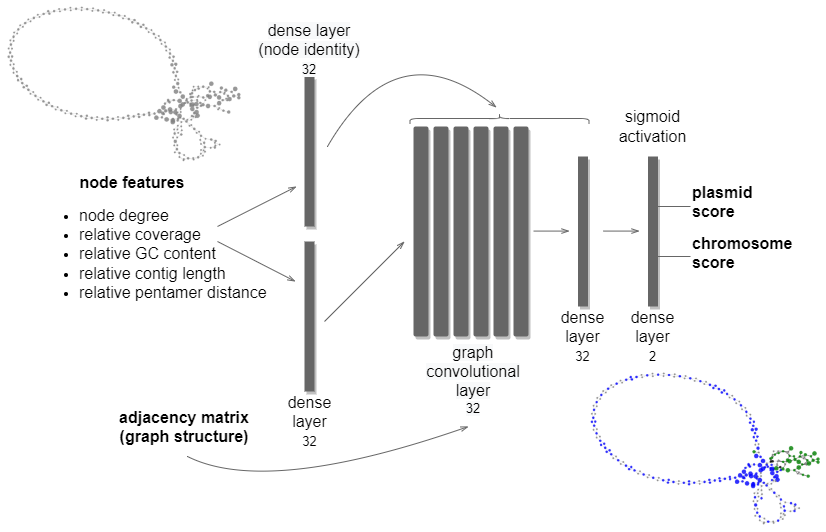 dense layer
(node identity)
32
node features
• node degree
• relative coverage
• relative GC content
• relative contig length
• relative pentamer distance
adjacency matrix
(graph structure)
dense
layer
32
graph
convolutional
layer
32
dense
layer
32
sigmoid
activation
dense
layer
2
plasmid
score
chromosome
score